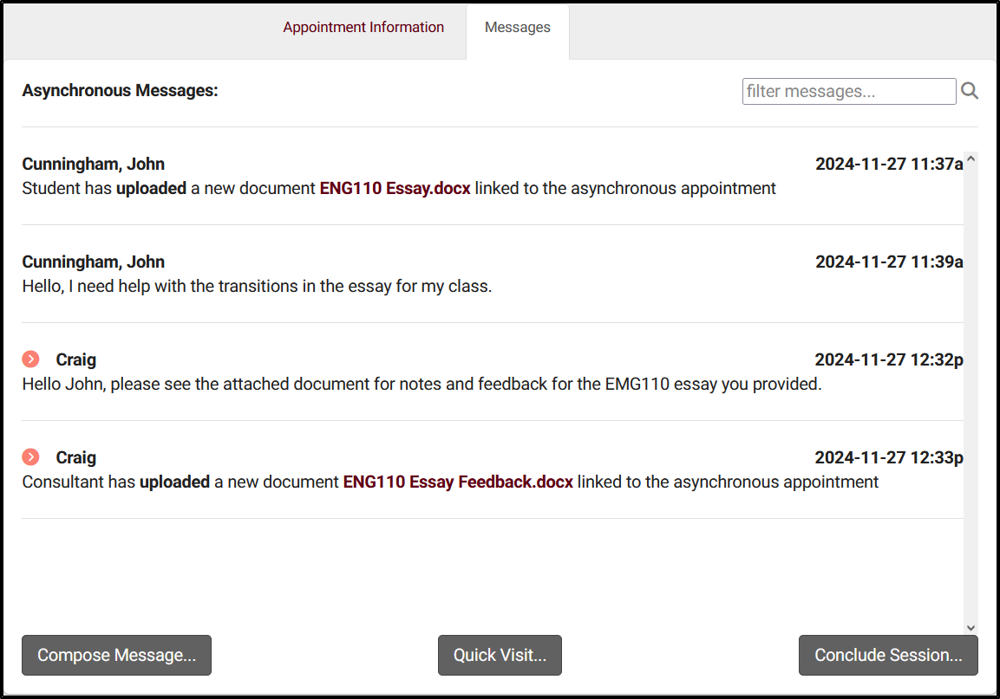 Appointment Information Messages
Asynchronous Messages: filter messages...
Cunningham, John 2024-11-27 11:37a
Student has uploaded a new document ENG110 Essay.docx linked to the asynchronous appointment
Cunningham, John 2024-11-27 11:39a
Hello, I need help with the transitions in the essay for my class.
Craig 2024-11-27 12:32p
Hello John, please see the attached document for notes and feedback for the EMG110 essay you provided.
Craig 2024-11-27 12:33p
Consultant has uploaded a new document ENG110 Essay Feedback.docx linked to the asynchronous appointment
Compose Message... Quick Visit... Conclude Session...